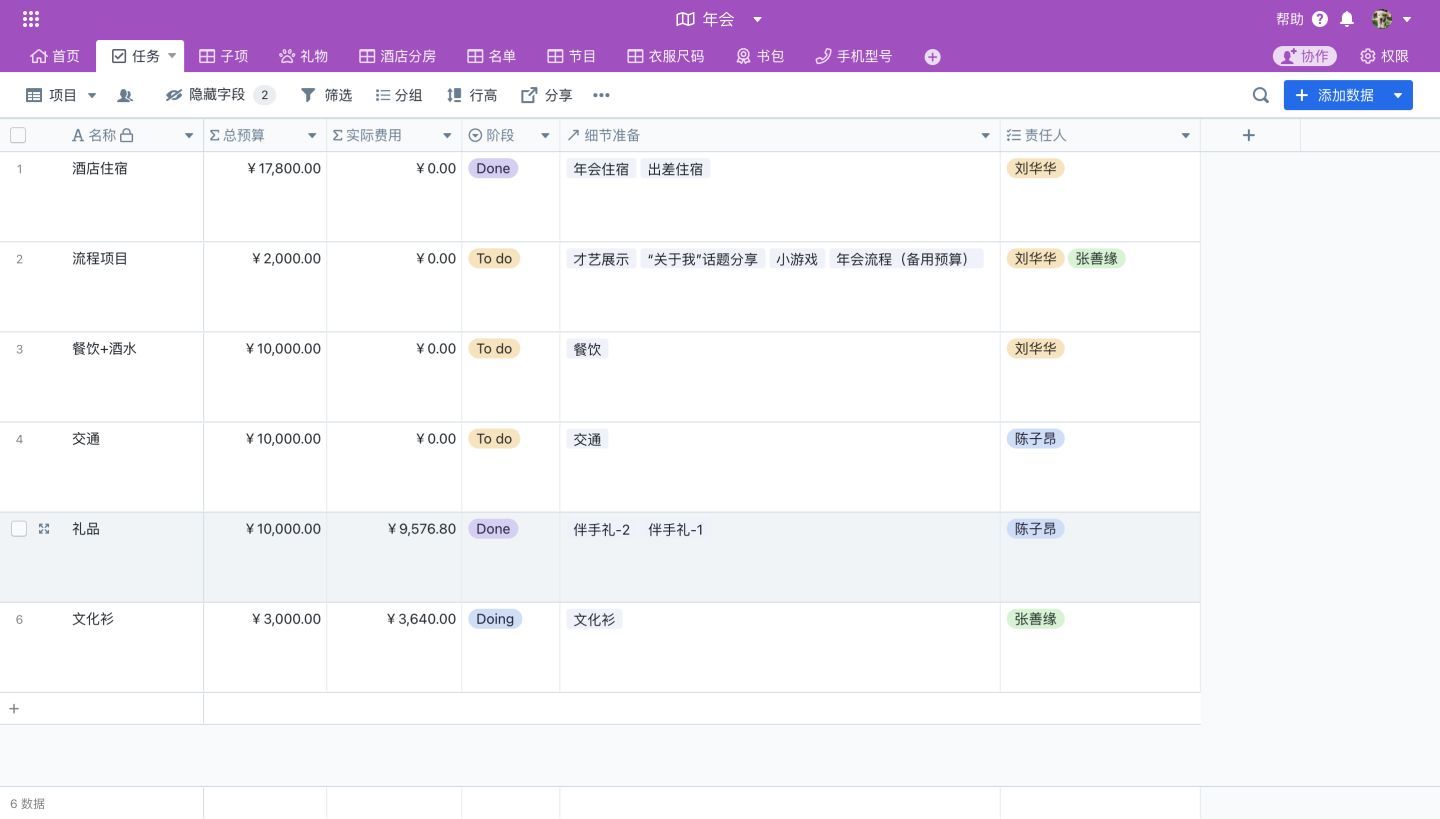 年会
帮助
首页 任务 子项 礼物 酒店分房 名单 节目 衣服尺码 书包 手机型号 协作 权限
项目 隐藏字段 2 筛选 分组 行高 分享 添加数据
名称 总预算 实际费用 阶段 细节准备 责任人
1 酒店住宿 ¥17,800.00 ¥0.00 Done 年会住宿 出差住宿 刘华华
2 流程项目 ¥2,000.00 ¥0.00 To do 才艺展示 “关于我”话题分享 小游戏 年会流程（备用预算） 刘华华 张善缘
3 餐饮+酒水 ¥10,000.00 ¥0.00 To do 餐饮 刘华华
4 交通 ¥10,000.00 ¥0.00 To do 交通 陈子昂
礼品 ¥10,000.00 ¥9,576.80 Done 伴手礼-2 伴手礼-1 陈子昂
6 文化衫 ¥3,000.00 ¥3,640.00 Doing 文化衫 张善缘
6 数据